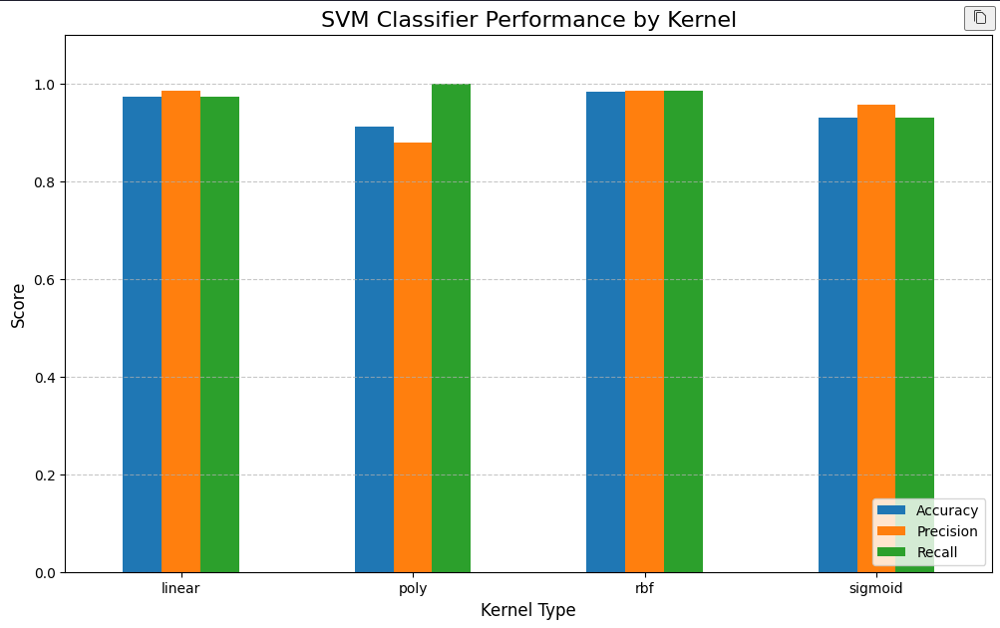 SVM Classifier Performance by Kernel
1.0
0.8
0.6
0.4
0.2
0.0
Score
linear
poly
rbf
sigmoid
Kernel Type
Accuracy
Precision
Recall